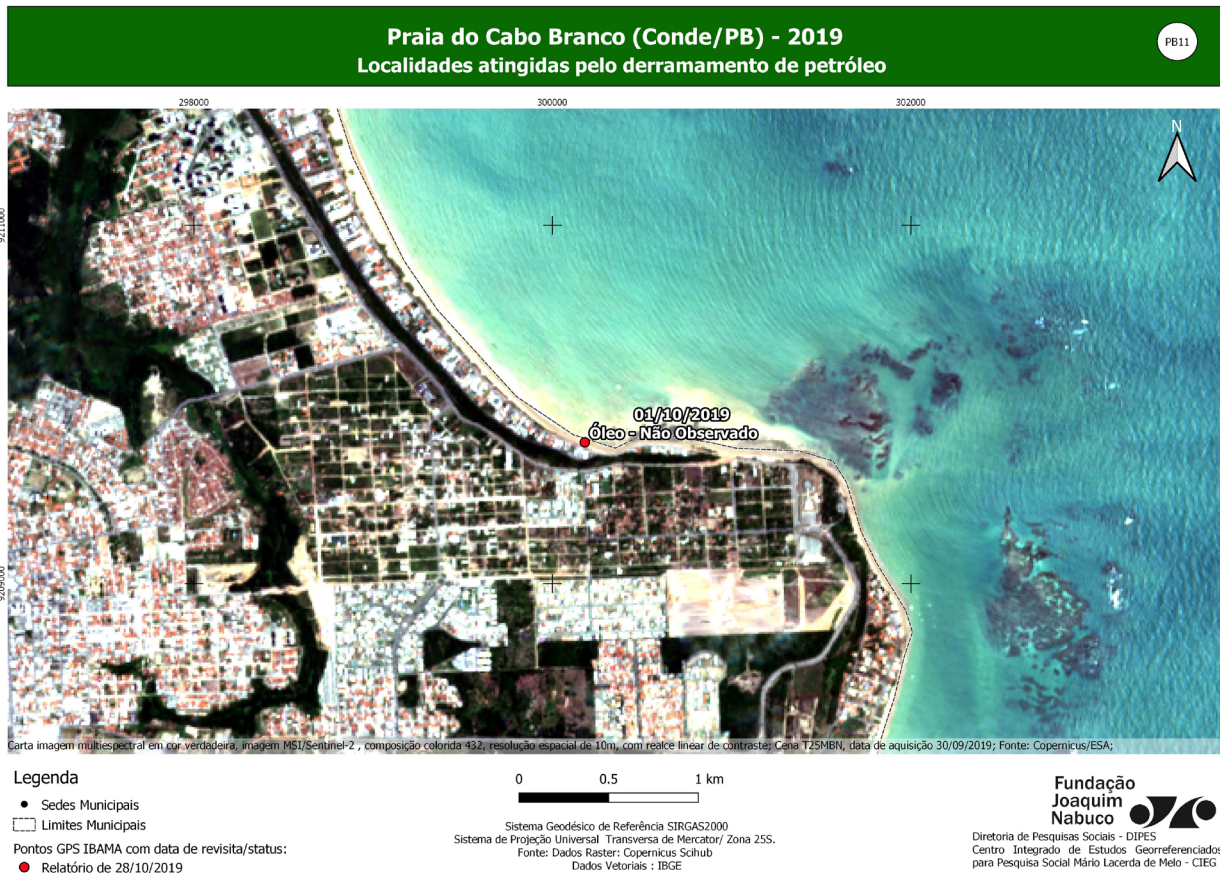 Praia do Cabo Branco (Conde/PB) - 2019
Localidades atingidas pelo derramamento de petróleo
PB11
298000
300000
302000
N
9211000
01/10/2019
Óleo - Não Observado
9209000
Carta imagem multiespectral em cor verdadeira, imagem MSI/Sentinel-2 , composição colorida 432, resolução espacial de 10m, com realce linear de contraste; Cena T25MBN, data de aquisição 30/09/2019; Fonte: Copernicus/ESA;
Legenda
Sedes Municipais
Limites Municipais
Pontos GPS IBAMA com data de revisita/status:
Relatório de 28/10/2019
0 0.5 1 km
Sistema Geodésico de Referência SIRGAS2000
Sistema de Projeção Universal Transversa de Mercator/ Zona 25S.
Fonte: Dados Raster: Copernicus Scihub
Dados Vetoriais : IBGE
Fundação
Joaquim
Nabuco
Diretoria de Pesquisas Sociais - DIPES
Centro Integrado de Estudos Georreferenciados
para Pesquisa Social Mário Lacerda de Melo - CIEG